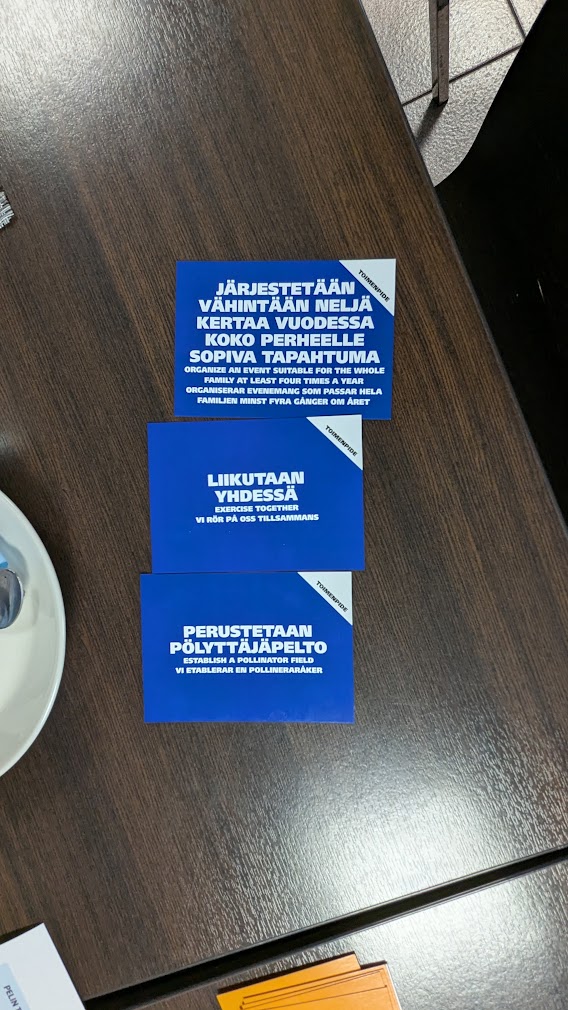 TOIMENPIDE
JÄRJESTETÄÄN
VÄHINTÄÄN NELJÄ
KERTAA VUODESSA
KOKO PERHEELLE
SOPIVA TAPAHTUMA
ORGANIZE AN EVENT SUITABLE FOR THE WHOLE
FAMILY AT LEAST FOUR TIMES A YEAR
ORGANISERAR EVENEMANG SOM PASSAR HELA
FAMILJEN MINST FYRA GÅNGER OM ÅRET
TOIMENPIDE
LIIKUTAAN
YHDESSÄ
EXERCISE TOGETHER
VI RÖR PÅ OSS TILLSAMMANS
TOIMENPIDE
PERUSTETAAN
PÖLYTTÄJÄPELTO
ESTABLISH A POLLINATOR FIELD
VI ETABLERAR EN POLLINERARÅKER
PELIN